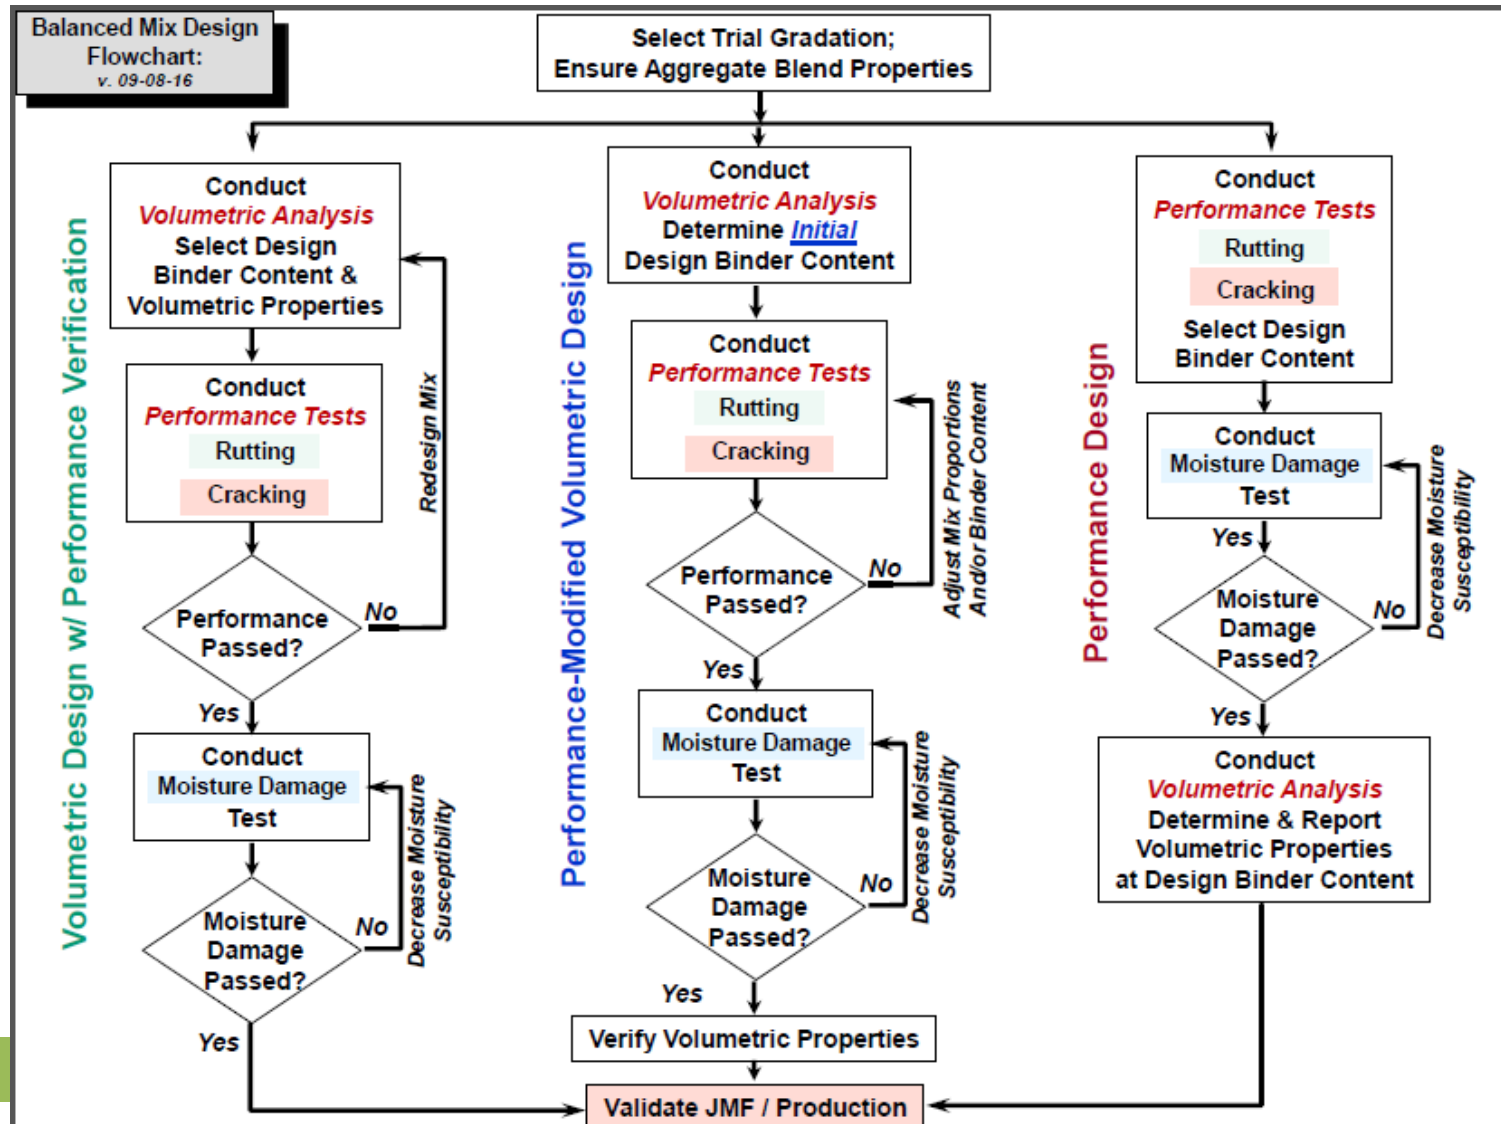 Balanced Mix Design
Flowchart:
v. 09-08-16
Select Trial Gradation;
Ensure Aggregate Blend Properties
Volumetric Design w/ Performance Verification
Conduct
Volumetric Analysis
Select Design
Binder Content &
Volumetric Properties
Conduct
Performance Tests
Rutting
Cracking
Redesign Mix
Performance
Passed?
No
Yes
Conduct
Moisture Damage
Test
Decrease Moisture
Susceptibility
Moisture
Damage
Passed?
No
Yes
Performance-Modified Volumetric Design
Conduct
Volumetric Analysis
Determine Initial
Design Binder Content
Conduct
Performance Tests
Rutting
Cracking
Adjust Mix Proportions
And/or Binder Content
Performance
Passed?
No
Yes
Conduct
Moisture Damage
Test
Decrease Moisture
Susceptibility
Moisture
Damage
Passed?
No
Yes
Verify Volumetric Properties
Performance Design
Conduct
Performance Tests
Rutting
Cracking
Select Design
Binder Content
Conduct
Moisture Damage
Test
Decrease Moisture
Susceptibility
Yes
Moisture
Damage
Passed?
No
Yes
Conduct
Volumetric Analysis
Determine & Report
Volumetric Properties
at Design Binder Content
Validate JMF / Production